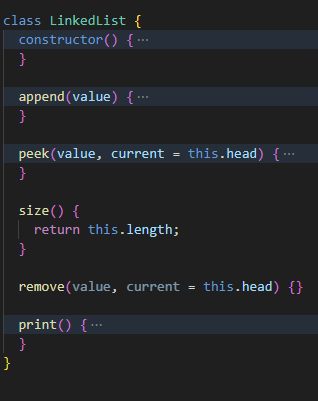 class LinkedList {
  constructor() {···
  }

  append(value) {···
  }

  peek(value, current = this.head) {···
  }

  size() {
    return this.length;
  }

  remove(value, current = this.head) {}

  print() {···
  }
}